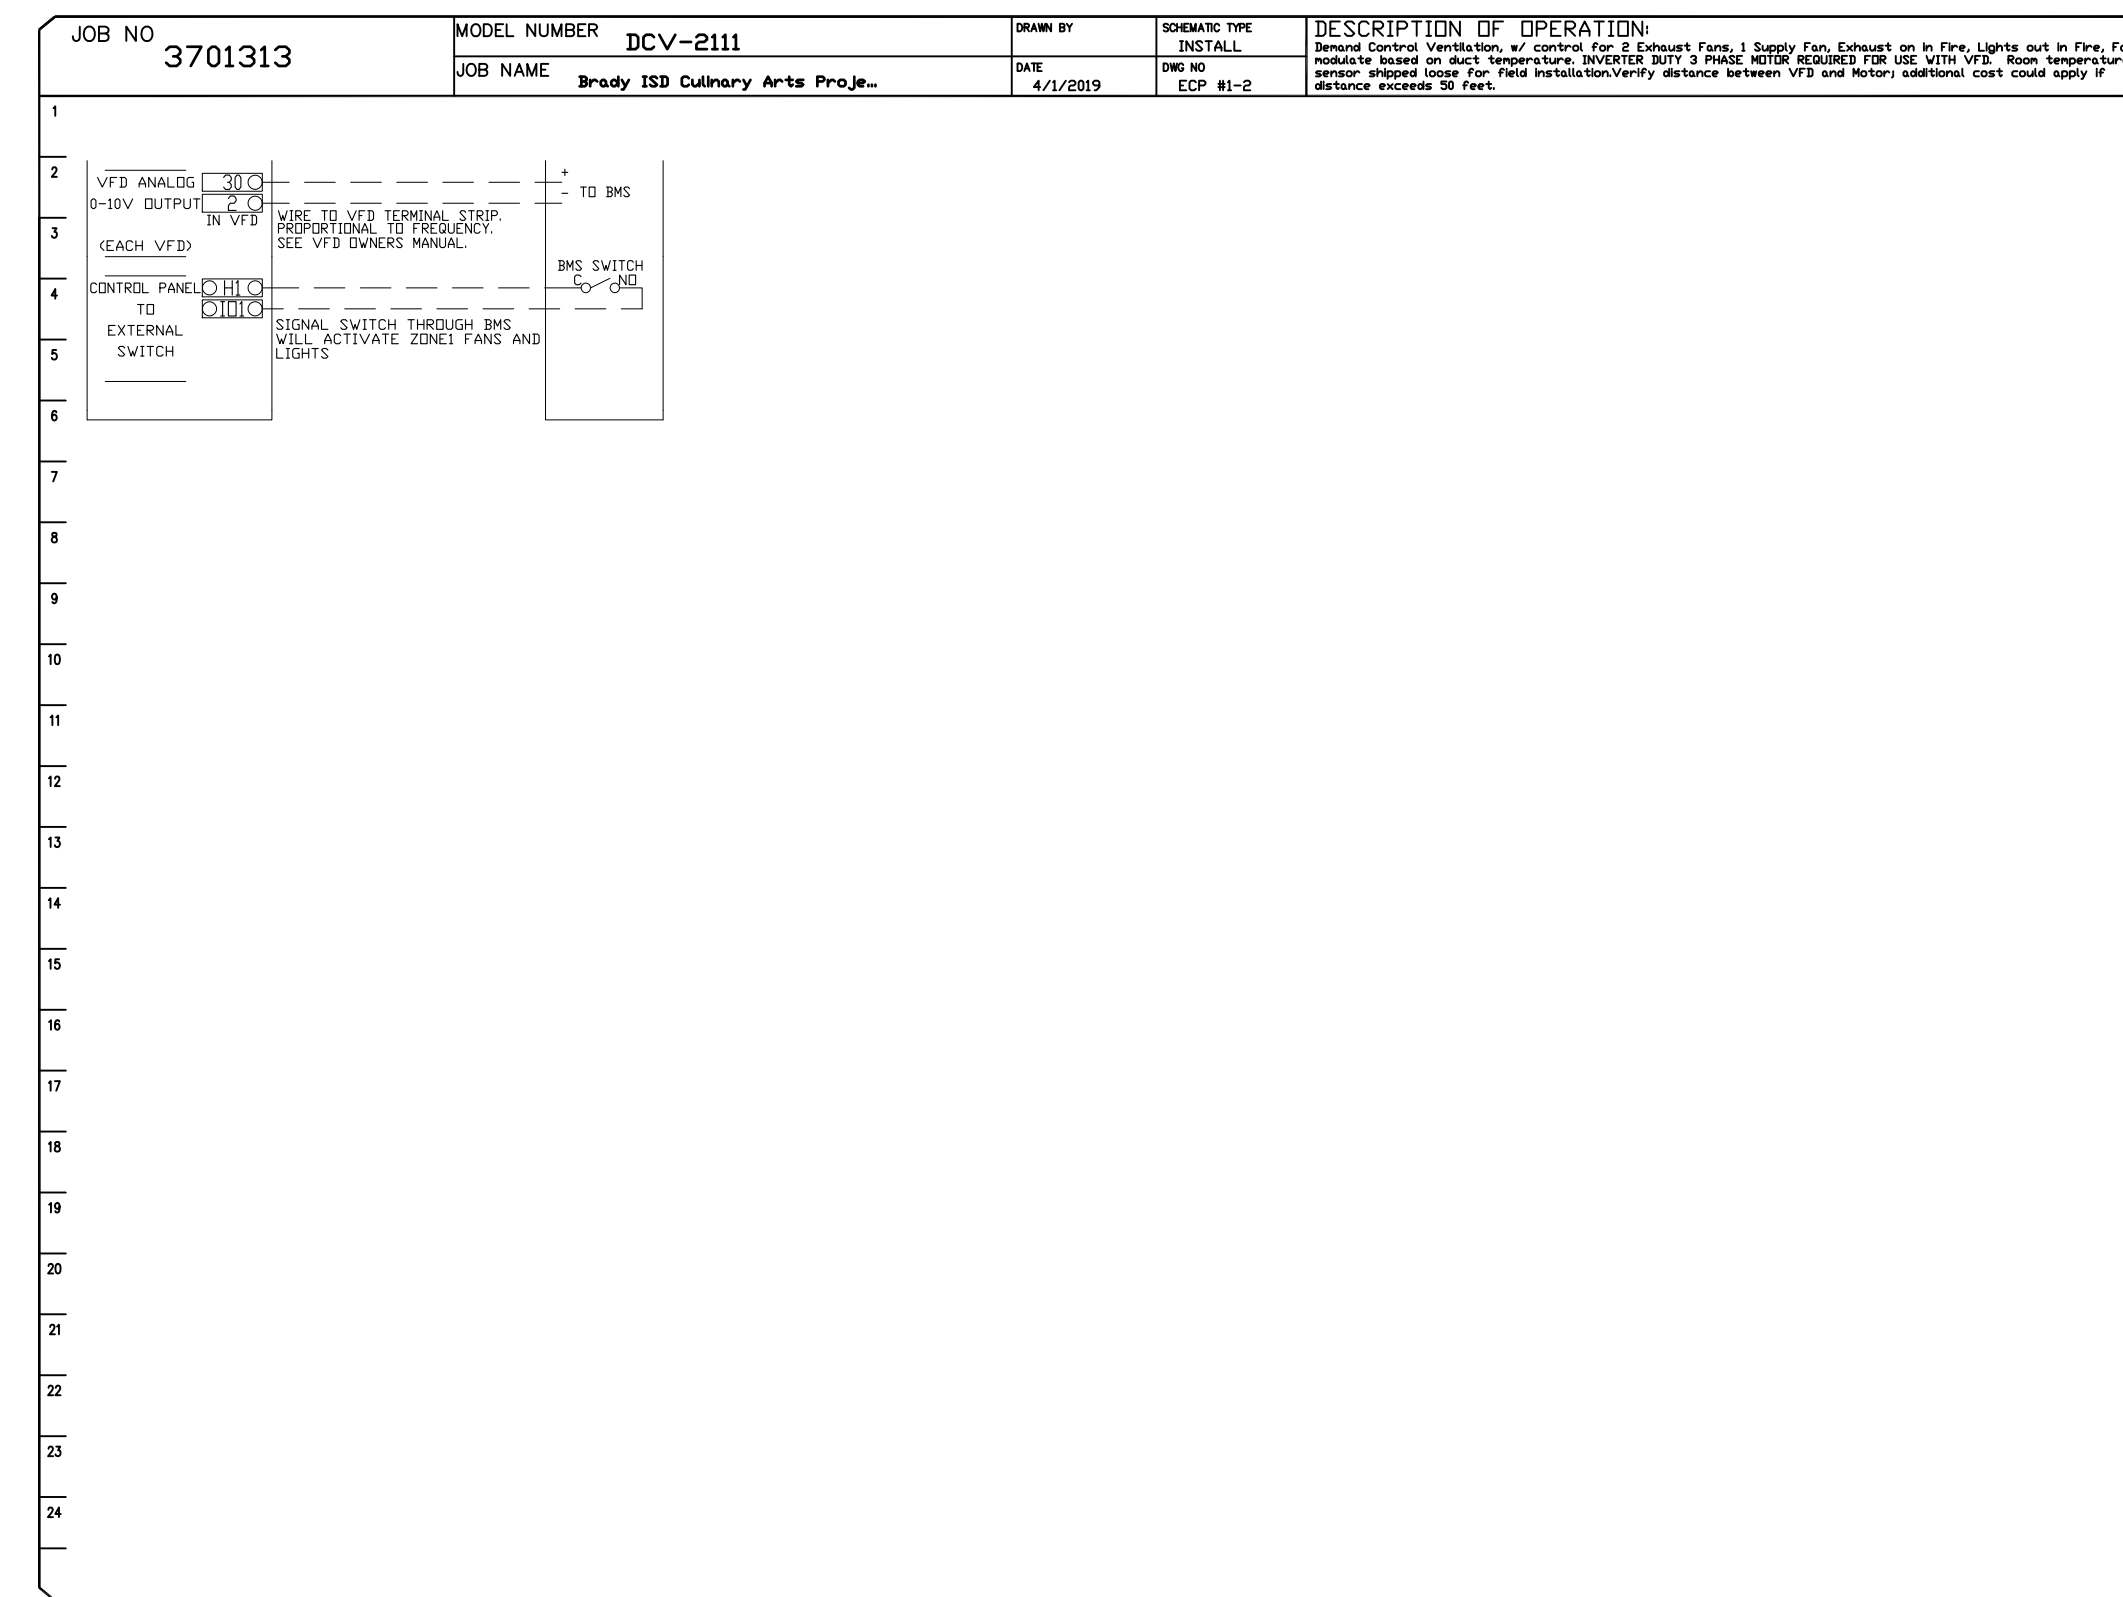 JOB NO
3701313
MODEL NUMBER
DCV-2111
JOB NAME
Brady ISD Culinary Arts Proje...
DRAWN BY
DATE
4/1/2019
SCHEMATIC TYPE
INSTALL
DWG NO
ECP #1-2
DESCRIPTION OF OPERATION:
Demand Control Ventilation, w/ control for 2 Exhaust Fans, 1 Supply Fan, Exhaust on in Fire, Lights out in Fire,
modulate based on duct temperature. INVERTER DUTY 3 PHASE MOTOR REQUIRED FOR USE WITH VFD. Room
sensor shipped loose for field installation.Verify distance between VFD and Motor; additional cost could apply if
distance exceeds 50 feet.
1
2
3
4
5
6
7
8
9
10
11
12
13
14
15
16
17
18
19
20
21
22
23
24
VFD ANALOG 30
0-10V OUTPUT 2
IN VFD
(EACH VFD)
WIRE TO VFD TERMINAL STRIP.
PROPORTIONAL TO FREQUENCY.
SEE VFD OWNERS MANUAL.
+
- TO BMS
CONTROL PANEL H1
TO IO1
EXTERNAL
SWITCH
SIGNAL SWITCH THROUGH BMS
WILL ACTIVATE ZONE1 FANS AND
LIGHTS
BMS SWITCH
C NO